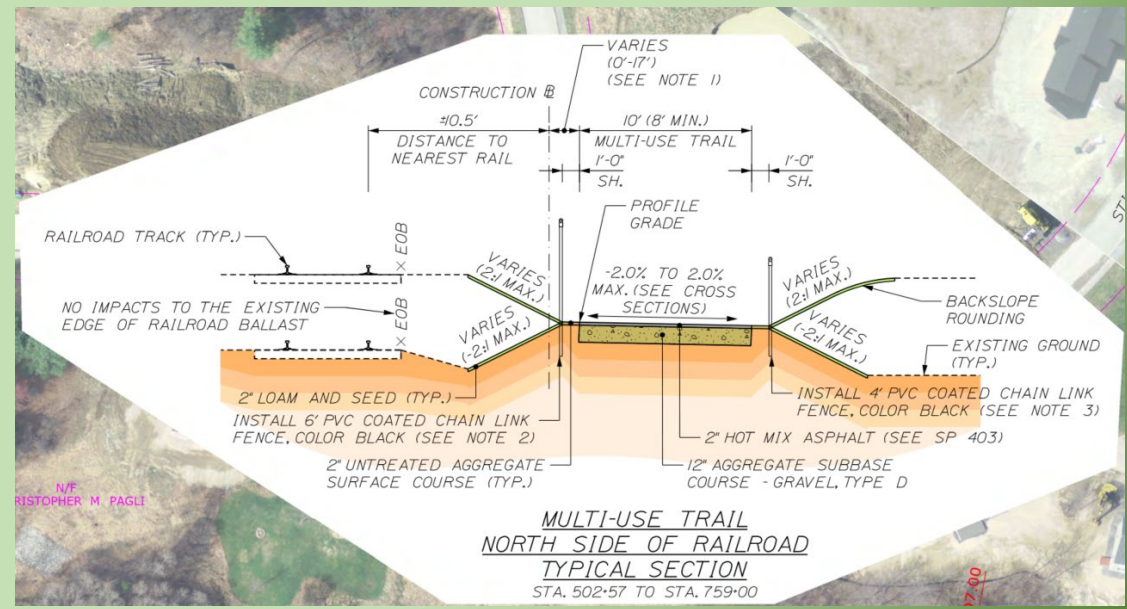 VARIES
(0'-17')
(SEE NOTE 1)
CONSTRUCTION ℄
±10.5'
DISTANCE TO
NEAREST RAIL
10' (8' MIN.)
MULTI-USE TRAIL
1'-0"
SH.
1'-0"
SH.
PROFILE
GRADE
RAILROAD TRACK (TYP.)
EOB
VARIES
(2:1 MAX.)
-2.0% TO 2.0%
MAX. (SEE CROSS
SECTIONS)
VARIES
(2:1 MAX.)
BACKSLOPE
ROUNDING
NO IMPACTS TO THE EXISTING
EDGE OF RAILROAD BALLAST
EOB
VARIES
(-2:1 MAX.)
VARIES
(-2:1 MAX.)
EXISTING GROUND
(TYP.)
2" LOAM AND SEED (TYP.)
INSTALL 6' PVC COATED CHAIN LINK
FENCE, COLOR BLACK (SEE NOTE 2)
2" UNTREATED AGGREGATE
SURFACE COURSE (TYP.)
INSTALL 4' PVC COATED CHAIN LINK
FENCE, COLOR BLACK (SEE NOTE 3)
2" HOT MIX ASPHALT (SEE SP 403)
12" AGGREGATE SUBBASE
COURSE - GRAVEL, TYPE D
N/F
RISTOPHER M PAGLI
MULTI-USE TRAIL
NORTH SIDE OF RAILROAD
TYPICAL SECTION
STA. 502+57 TO STA. 759+00
97+00